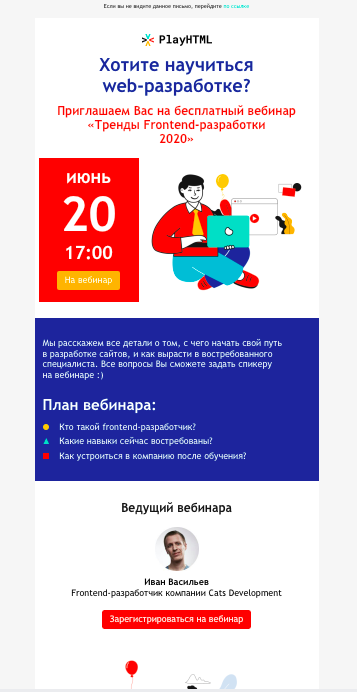 Если вы не видите данное письмо, перейдите по ссылке
PlayHTML
Хотите научиться
web-разработке?
Приглашаем Вас на бесплатный вебинар
«Тренды Frontend-разработки
2020»
ИЮНЬ
20
17:00
На вебинар
Мы расскажем все детали о том, с чего начать свой путь
в разработке сайтов, и как вырасти в востребованного
специалиста. Все вопросы Вы сможете задать спикеру
на вебинаре :)
План вебинара:
Кто такой frontend-разработчик?
Какие навыки сейчас востребованы?
Как устроиться в компанию после обучения?
Ведущий вебинара
Иван Васильев
Frontend-разработчик компании Cats Development
Зарегистрироваться на вебинар